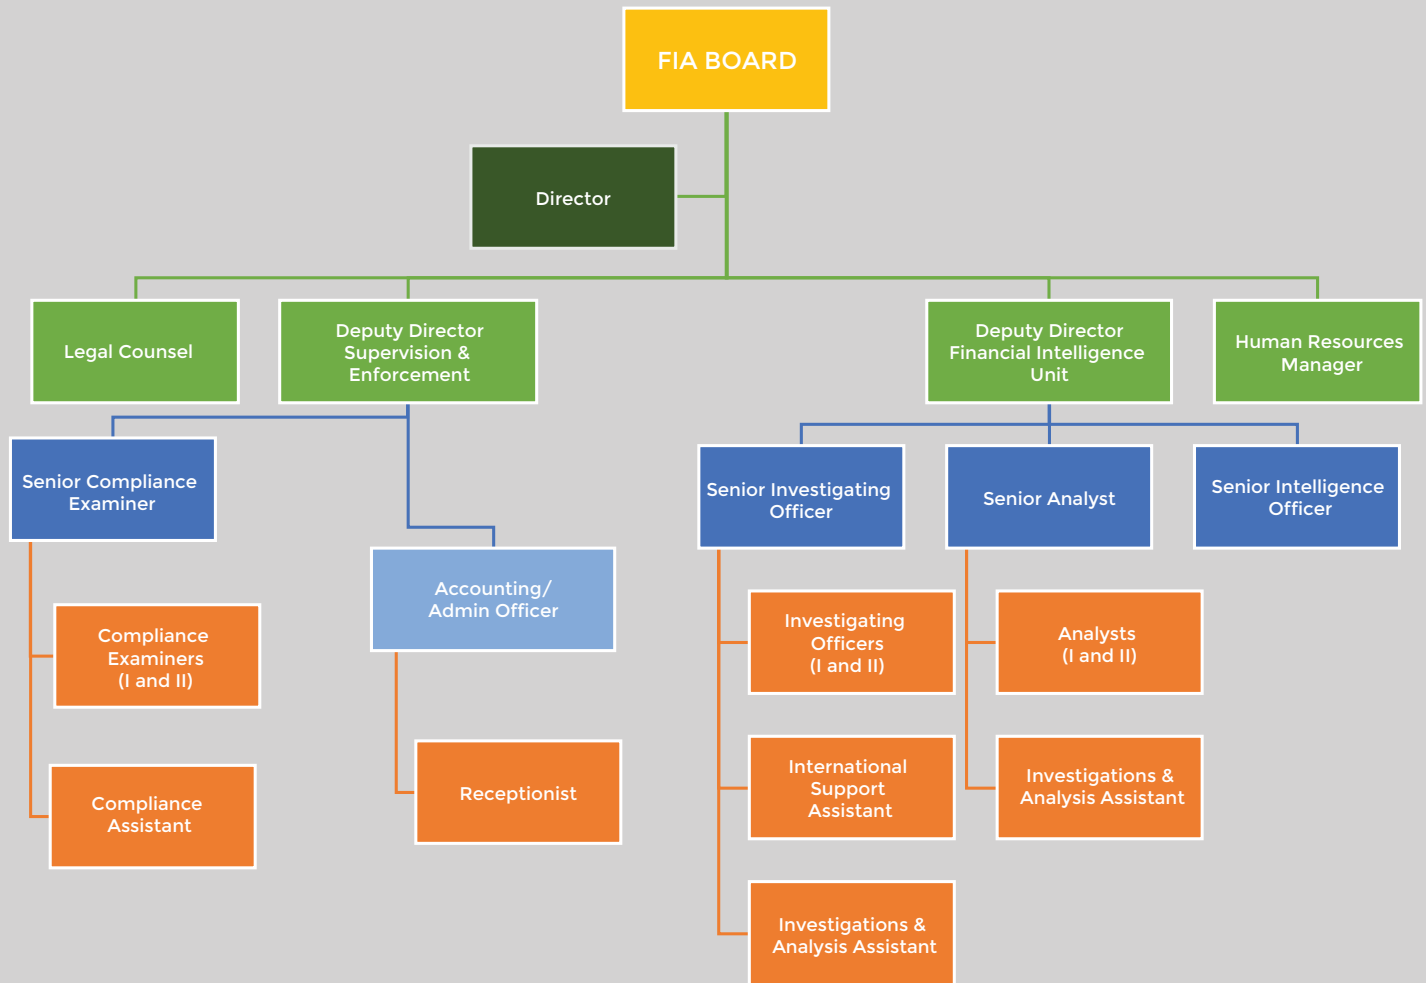 FIA BOARD
Director
Legal Counsel
Deputy Director
Supervision &
Enforcement
Deputy Director
Financial Intelligence
Unit
Human Resources
Manager
Senior Compliance
Examiner
Senior Investigating
Officer
Senior Analyst
Senior Intelligence
Officer
Accounting/
Admin Officer
Compliance
Examiners
(I and II)
Investigating
Officers
(I and II)
Analysts
(I and II)
Compliance
Assistant
Receptionist
International
Support
Assistant
Investigations &
Analysis Assistant
Investigations &
Analysis Assistant